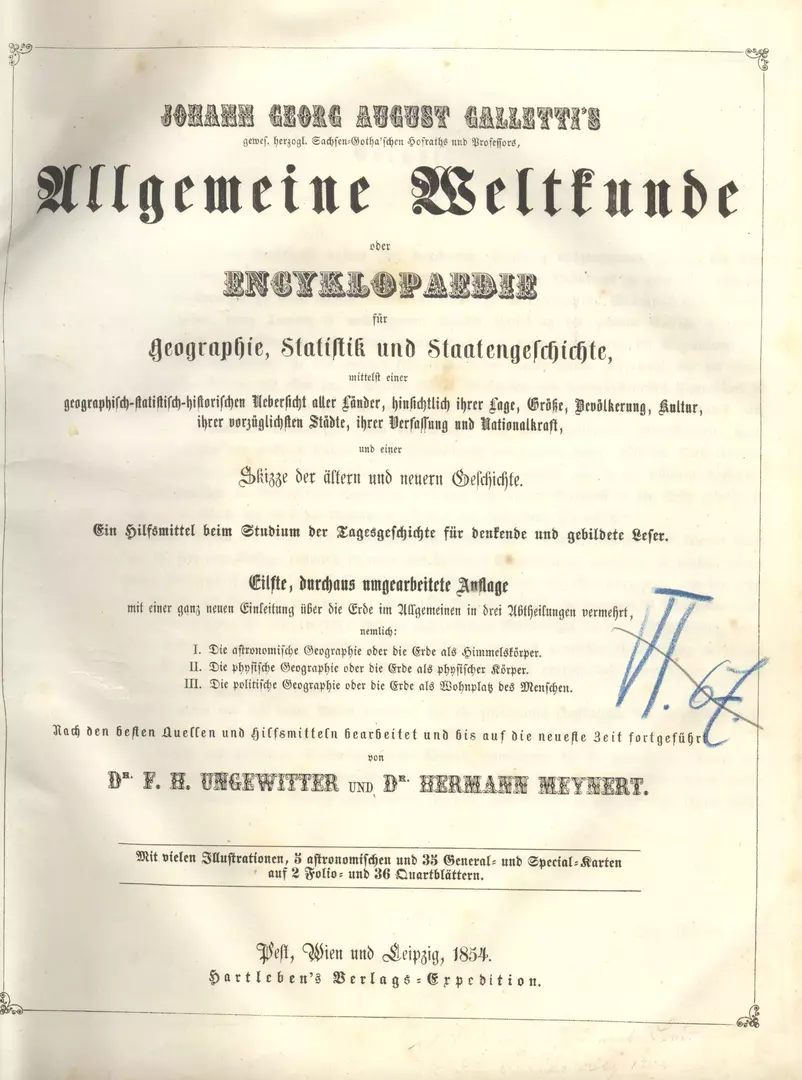 JOHANN GEORG AUGUST GALLETTI'S
gewes. herzogl. Sachsen-Gotha'schen Hofraths und Professors,
Allgemeine Weltkunde
oder
ENCYKLOPAEDIE
für
Geographie, Statistik und Staatengeschichte,
mittelst einer
geographisch-statistisch-historischen Uebersicht aller Länder, hinsichtlich ihrer Lage, Größe, Bevölkerung, Kultur,
ihrer vorzüglichsten Städte, ihrer Verfassung und Nationalkraft,
und einer
Skizze der ältern und neuern Geschichte.
Ein Hilfsmittel beim Studium der Tagesgeschichte für denkende und gebildete Leser.
Eilfte, durchaus umgearbeitete Auflage
mit einer ganz neuen Einleitung über die Erde im Allgemeinen in drei Abtheilungen vermehrt,
nemlich:
I. Die astronomische Geographie oder die Erde als Himmelskörper.
II. Die physische Geographie oder die Erde als physischer Körper.
III. Die politische Geographie oder die Erde als Wohnplatz des Menschen.
VI. 67.
Nach den besten Quellen und Hilfsmitteln bearbeitet und bis auf die neueste Zeit fortgeführt
von
DR. F. H. UNGEWITTER UND DR. HERMANN MEYNERT.
Mit vielen Illustrationen, 5 astronomischen und 35 General- und Special-Karten
auf 2 Folio- und 36 Quartblättern.
Pest, Wien und Leipzig, 1854.
Hartleben's Verlags-Expedition.